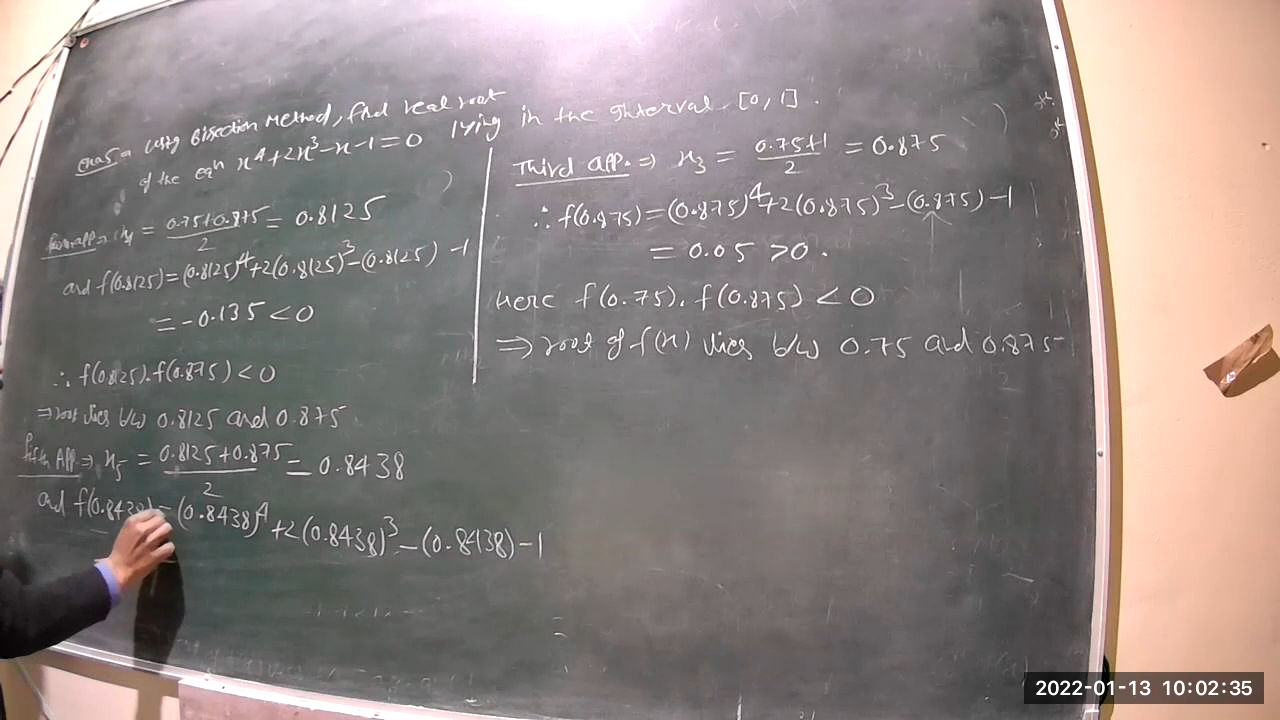 Using Bisection Method, find real root
of the eqn x⁴+2x³-x-1=0 lying in the interval [0,1].
Third App. ⇒ x₃ = (0.75+1)/2 = 0.875
∴ f(0.875)=(0.875)⁴+2(0.875)³-(0.875)-1
= 0.05 >0.
Here f(0.75). f(0.875) < 0
⇒ root of f(x) lies b/w 0.75 and 0.875
x₄ = (0.75+0.875)/2 = 0.8125
and f(0.8125)=(0.8125)⁴+2(0.8125)³-(0.8125)-1
=-0.135<0
∴ f(0.8125).f(0.875)<0
⇒root lies b/w 0.8125 and 0.875
fifth App ⇒ x₅ = (0.8125+0.875)/2 = 0.8438
and f(0.8438)=(0.8438)⁴+2(0.8438)³-(0.8438)-1
2022-01-13 10:02:35